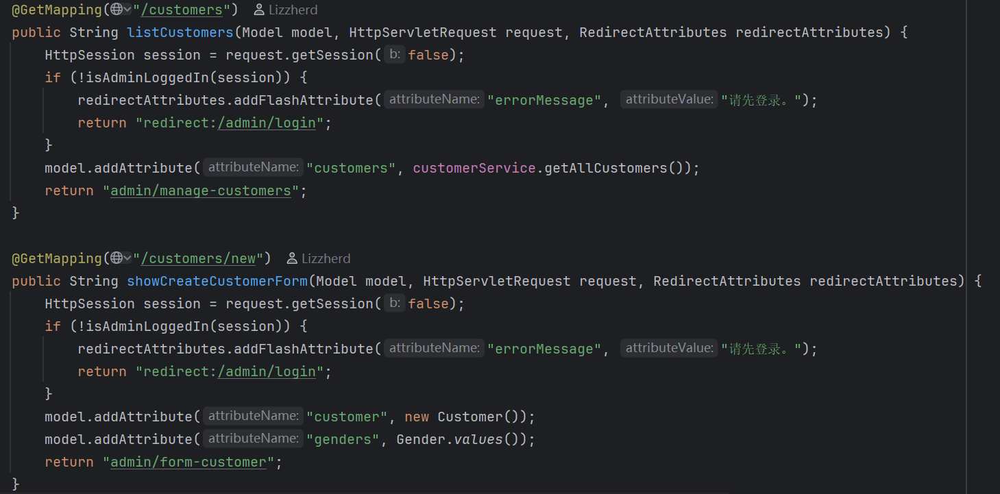 @GetMapping("/customers") Lizzherd
public String listCustomers(Model model, HttpServletRequest request, RedirectAttributes redirectAttributes) {
    HttpSession session = request.getSession( b: false);
    if (!isAdminLoggedIn(session)) {
        redirectAttributes.addFlashAttribute( attributeName: "errorMessage", attributeValue: "请先登录。");
        return "redirect:/admin/login";
    }
    model.addAttribute( attributeName: "customers", customerService.getAllCustomers());
    return "admin/manage-customers";
}
@GetMapping("/customers/new") Lizzherd
public String showCreateCustomerForm(Model model, HttpServletRequest request, RedirectAttributes redirectAttributes) {
    HttpSession session = request.getSession( b: false);
    if (!isAdminLoggedIn(session)) {
        redirectAttributes.addFlashAttribute( attributeName: "errorMessage", attributeValue: "请先登录。");
        return "redirect:/admin/login";
    }
    model.addAttribute( attributeName: "customer", new Customer());
    model.addAttribute( attributeName: "genders", Gender.values());
    return "admin/form-customer";
}